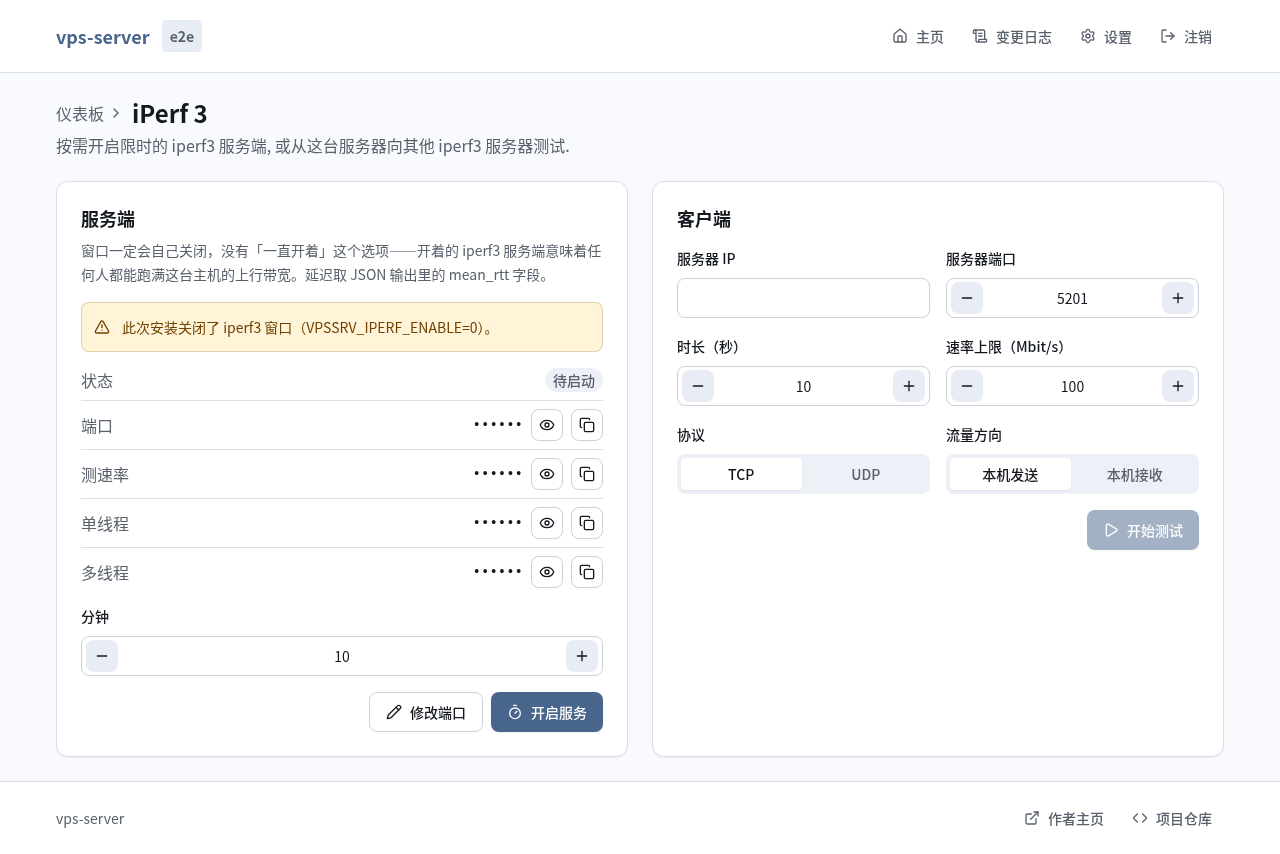 vps-server e2e
主页 变更日志 设置 注销
仪表板 iPerf 3
按需开启限时的 iperf3 服务端, 或从这台服务器向其他 iperf3 服务器测试.
服务端
窗口一定会自己关闭，没有「一直开着」这个选项——开着的 iperf3 服务端意味着任
何人都能跑满这台主机的上行带宽。延迟取 JSON 输出里的 mean_rtt 字段。
此次安装关闭了 iperf3 窗口（VPSSRV_IPERF_ENABLE=0）。
状态 待启动
端口 ••••••
测速率 ••••••
单线程 ••••••
多线程 ••••••
分钟
10
修改端口 开启服务
客户端
服务器 IP 服务器端口
5201
时长（秒） 速率上限（Mbit/s）
10 100
协议 流量方向
TCP UDP 本机发送 本机接收
开始测试
vps-server 作者主页 项目仓库